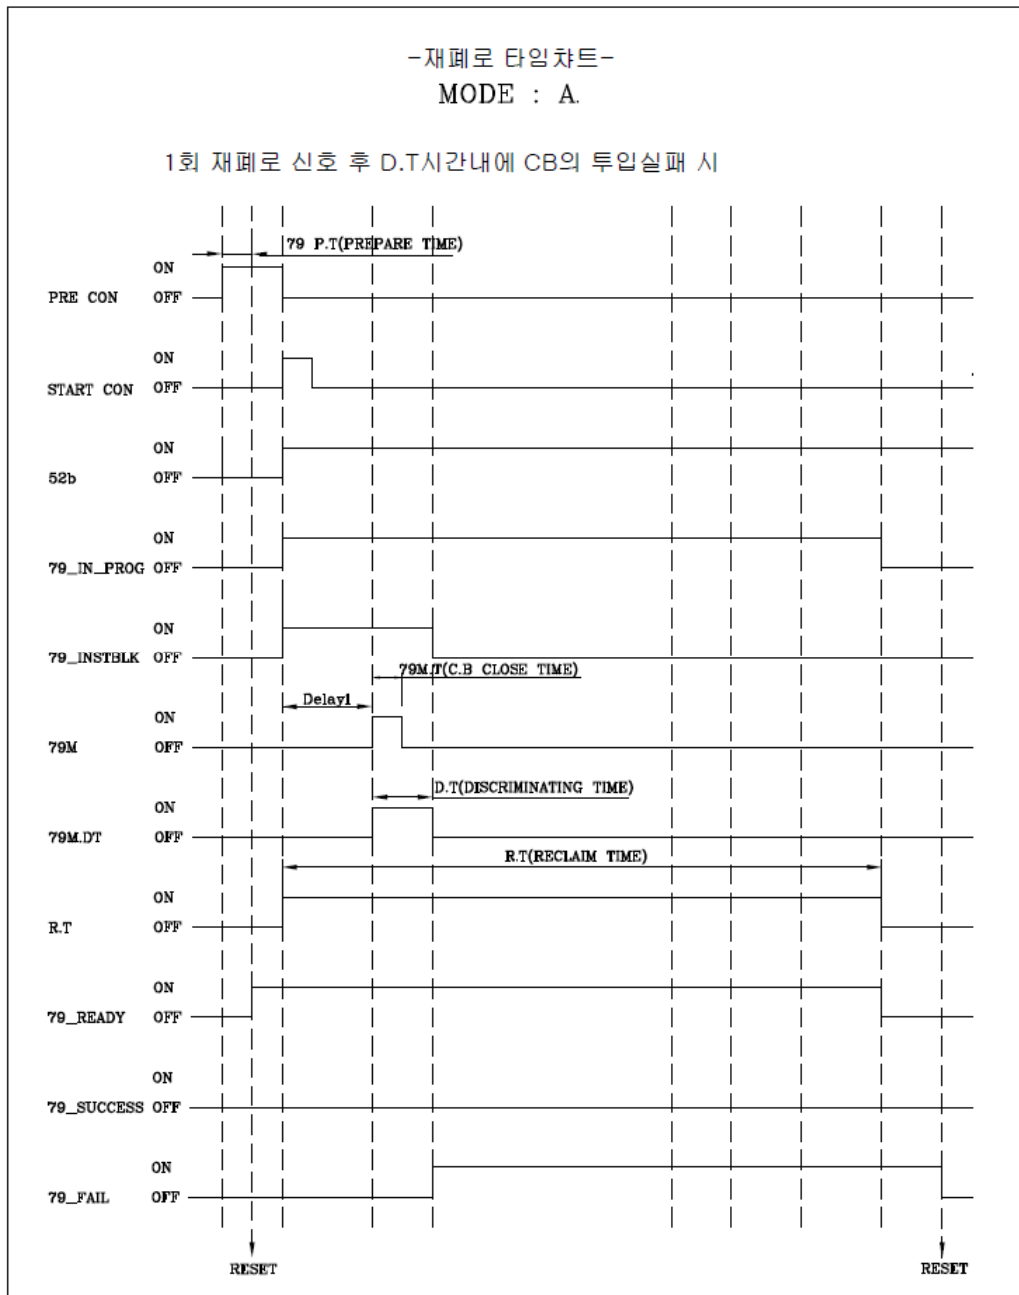 -재폐로 타임챠트-
MODE : A.
1회 재폐로 신호 후 D.T시간내에 CB의 투입실패 시
79 P.T(PREPARE TIME)
ON
PRE CON OFF
ON
START CON OFF
ON
52b OFF
ON
79_IN_PROG OFF
ON
79_INSTBLK OFF
79M.T(C.B CLOSE TIME)
Delay1
ON
79M OFF
D.T(DISCRIMINATING TIME)
ON
79M.DT OFF
R.T(RECLAIM TIME)
ON
R.T OFF
ON
79_READY OFF
ON
79_SUCCESS OFF
ON
79_FAIL OFF
RESET RESET